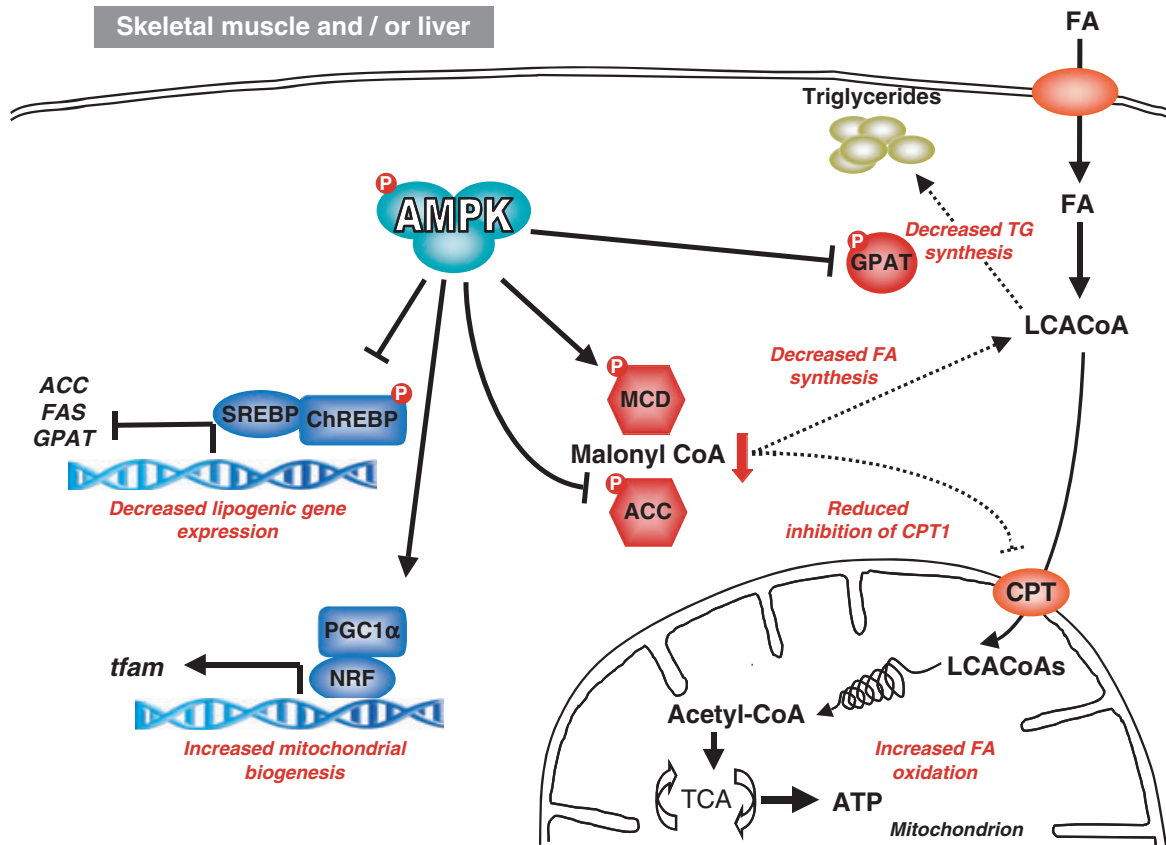 Skeletal muscle and / or liver
FA
Triglycerides
P
AMPK
FA
Decreased TG
synthesis
P
GPAT
LCACoA
Decreased FA
synthesis
P
MCD
Malonyl CoA
P
ACC
Reduced
inhibition of CPT1
ACC
FAS
GPAT
SREBP
ChREBP
P
Decreased lipogenic gene
expression
PGC1α
NRF
tfam
Increased mitochondrial
biogenesis
CPT
LCACoAs
Acetyl-CoA
Increased FA
oxidation
TCA
ATP
Mitochondrion